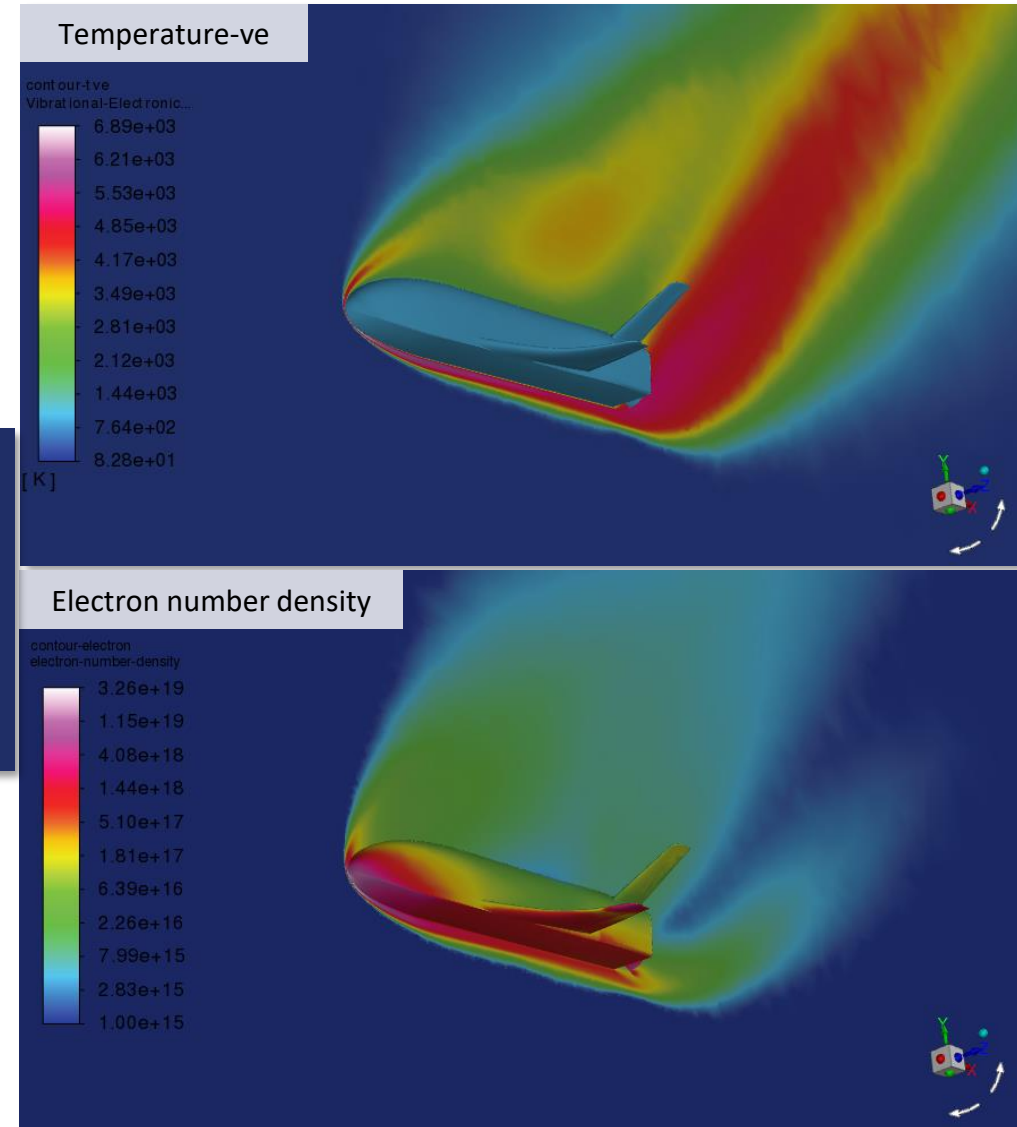 Temperature-ve
contour-tve
Vibrational-Electronic...
6.89e+03
6.21e+03
5.53e+03
4.85e+03
4.17e+03
3.49e+03
2.81e+03
2.12e+03
1.44e+03
7.64e+02
8.28e+01
[ K ]
Y
Z
X
Electron number density
contour-electron
electron-number-density
3.26e+19
1.15e+19
4.08e+18
1.44e+18
5.10e+17
1.81e+17
6.39e+16
2.26e+16
7.99e+15
2.83e+15
1.00e+15
Y
Z
X